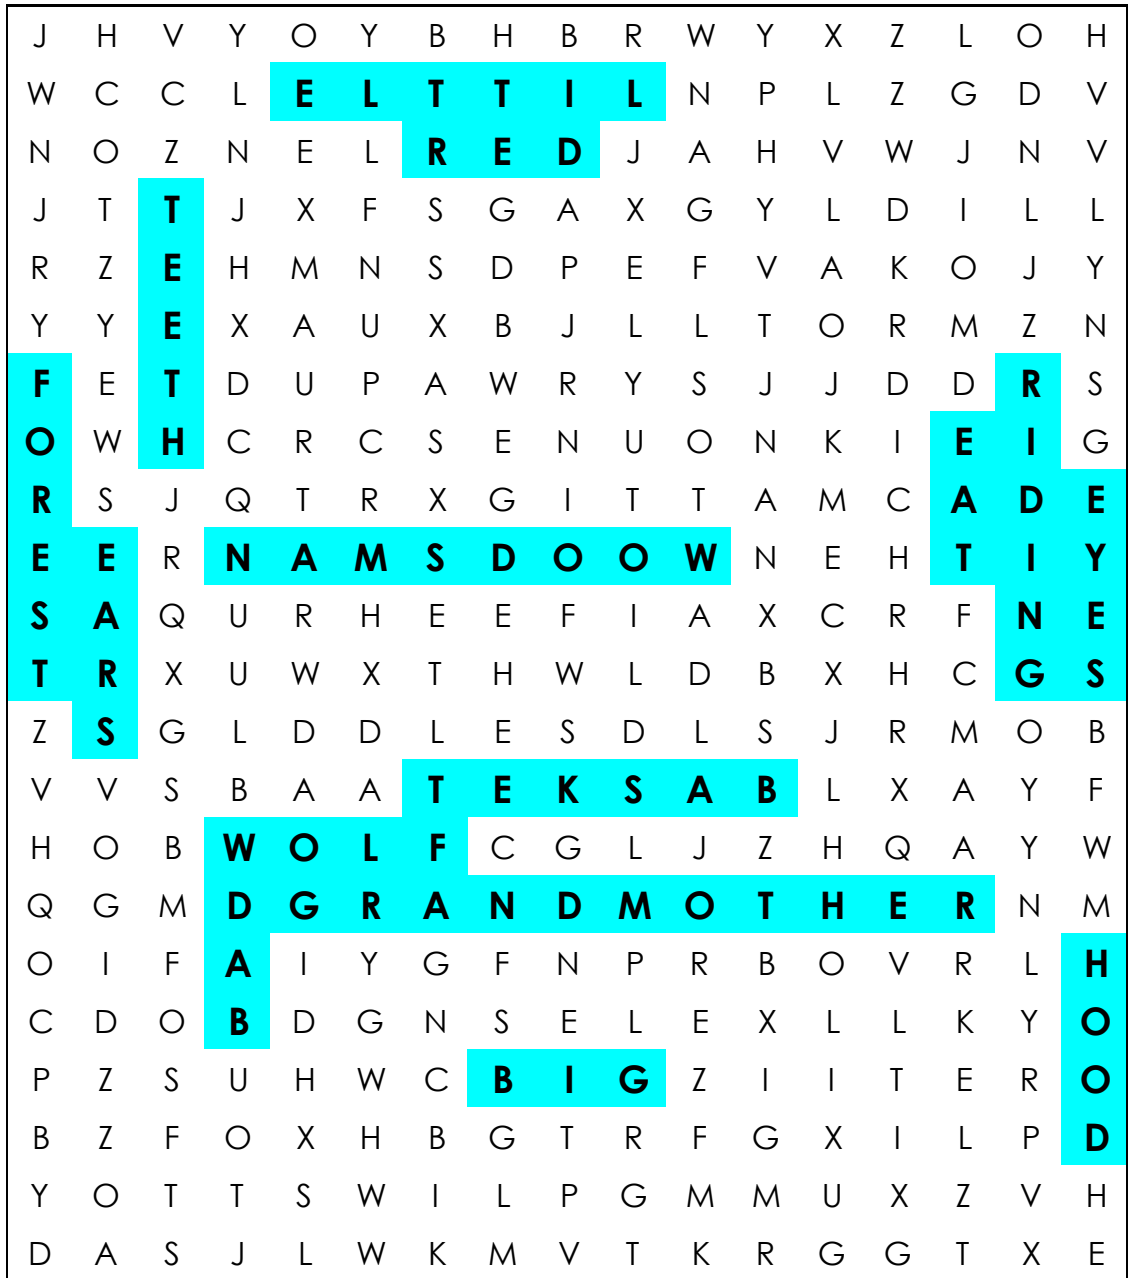 J H V Y O Y B H B R W Y X Z L O H
W C C L E L T T I L N P L Z G D V
N O Z N E L R E D J A H V W J N V
J T T J X F S G A X G Y L D I L L
R Z E H M N S D P E F V A K O J Y
Y Y E X A U X B J L L T O R M Z N
F E T D U P A W R Y S J J D D R S
O W H C R C S E N U O N K I E I G
R S J Q T R X G I T T A M C A D E
E E R N A M S D O O W N E H T I Y
S A Q U R H E E F I A X C R F N E
T R X U W X T H W L D B X H C G S
Z S G L D D L E S D L S J R M O B
V V S B A A T E K S A B L X A Y F
H O B W O L F C G L J Z H Q A Y W
Q G M D G R A N D M O T H E R N M
O I F A I Y G F N P R B O V R L H
C D O B D G N S E L E X L L K Y O
P Z S U H W C B I G Z I I T E R O
B Z F O X H B G T R F G X I L P D
Y O T T S W I L P G M M U X Z V H
D A S J L W K M V T K R G G T X E